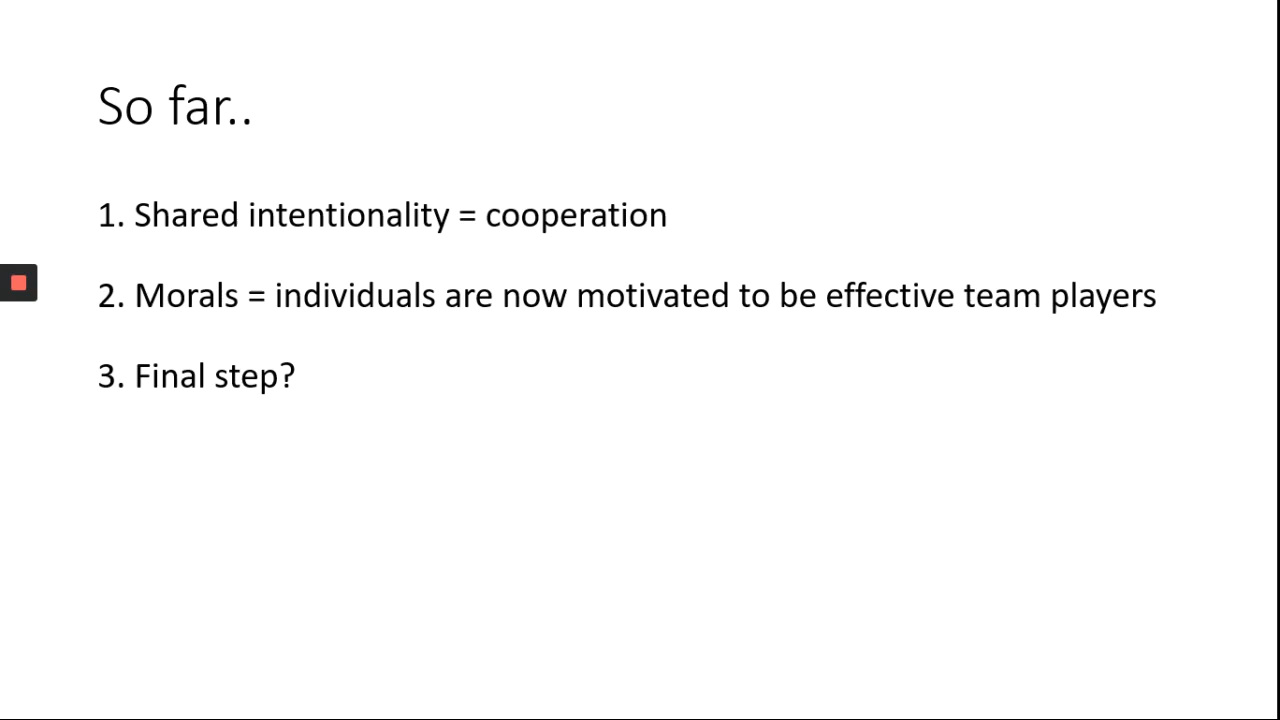 So far..
1. Shared intentionality = cooperation
2. Morals = individuals are now motivated to be effective team players
3. Final step?